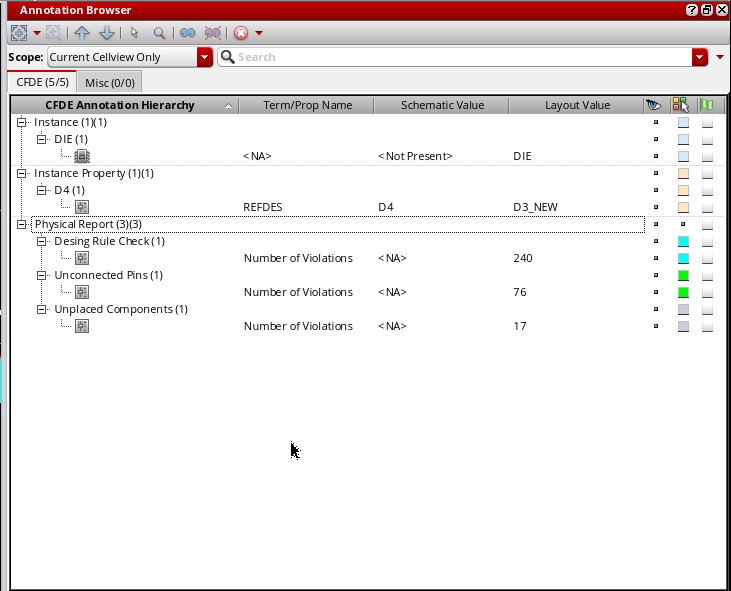 Annotation Browser
Scope: Current Cellview Only Search
CFDE (5/5) Misc (0/0)
CFDE Annotation Hierarchy Term/Prop Name Schematic Value Layout Value
Instance (1)(1)
DIE (1)
<NA> <Not Present> DIE
Instance Property (1)(1)
D4 (1)
REFDES D4 D3_NEW
Physical Report (3)(3)
Desing Rule Check (1)
Number of Violations <NA> 240
Unconnected Pins (1)
Number of Violations <NA> 76
Unplaced Components (1)
Number of Violations <NA> 17